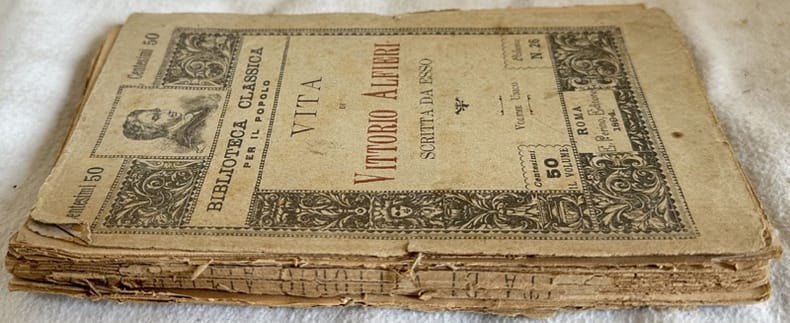 Centesimi 50
Centesimi 50
BIBLIOTECA CLASSICA
PER IL POPOLO
VITA
DI
VITTORIO ALFIERI
SCRITTA DA ESSO
VOLUME UNICO
N. 26
Centesimi
50
IL VOLUME
ROMA
E. Perino,
1894